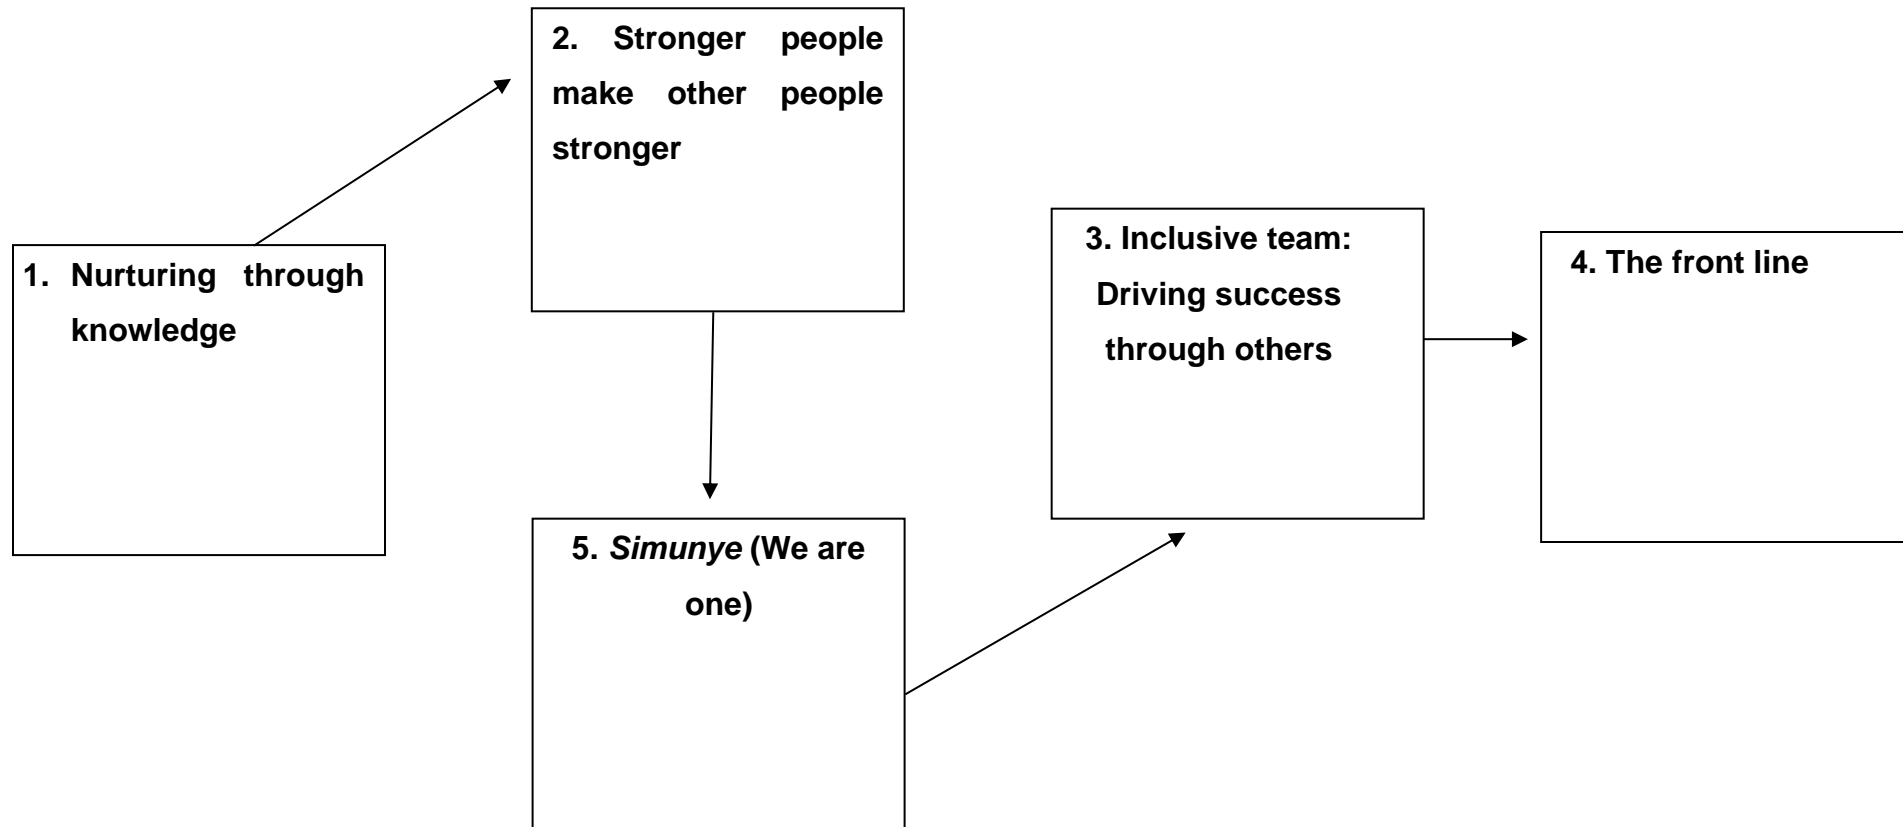 2. Stronger people
make other people
stronger
1. Nurturing through
knowledge
3. Inclusive team:
Driving success
through others
4. The front line
5. Simunye (We are
one)